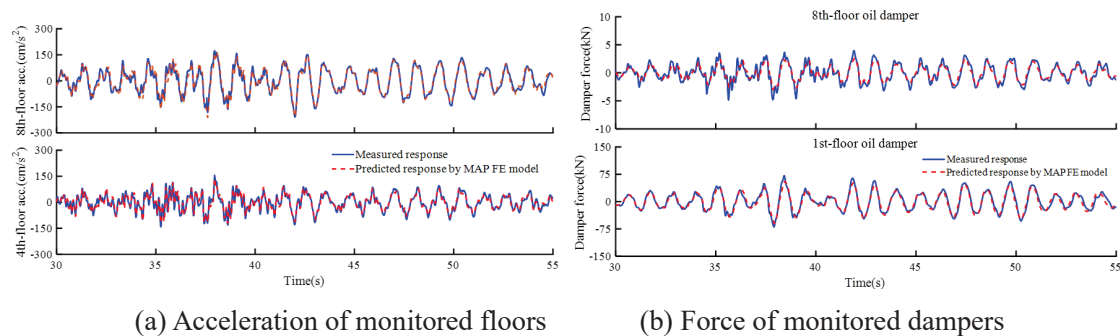 8th-floor acc.(cm/s²)
300
150
0
-150
-300
4th-floor acc.(cm/s²)
300
150
0
-150
-300
Measured response
Predicted response by MAP FE model
30 35 40 45 50 55
Time(s)
(a) Acceleration of monitored floors
8th-floor oil damper
Damper force(kN)
10
5
0
-5
-10
1st-floor oil damper
Damper force(kN)
150
75
0
-75
-150
Measured response
Predicted response by MAP FE model
30 35 40 45 50 55
Time(s)
(b) Force of monitored dampers